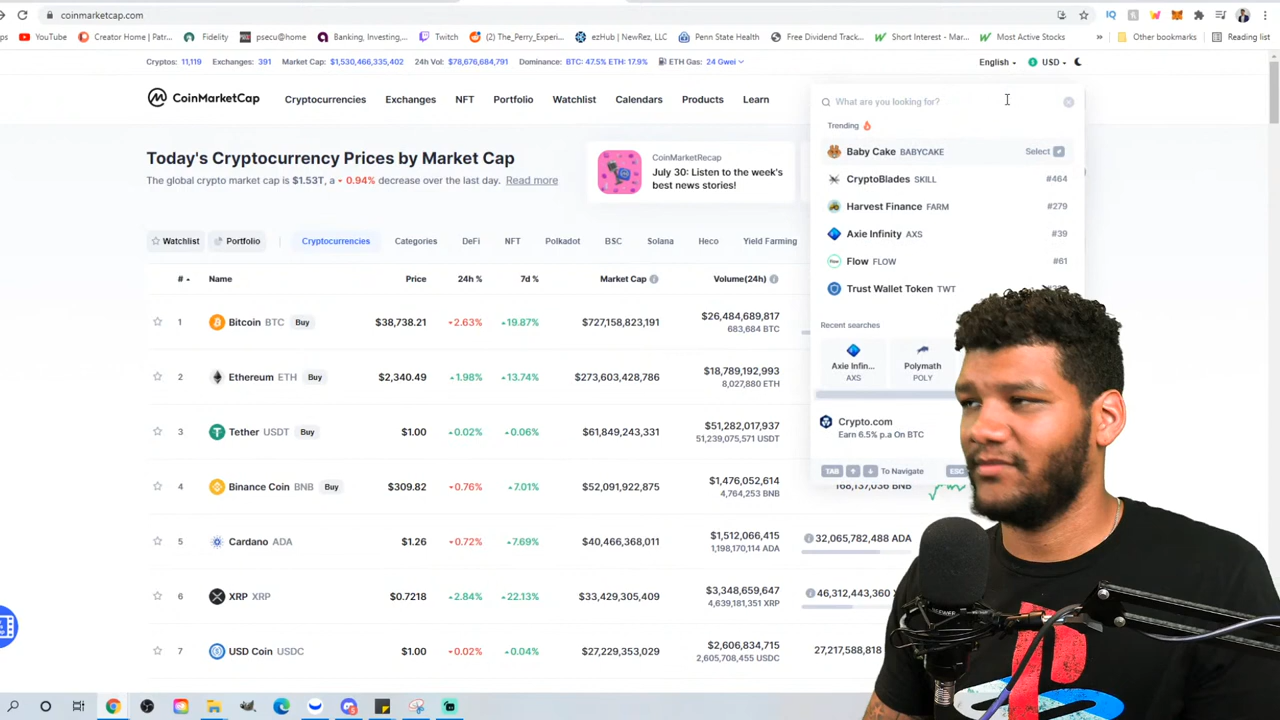 coinmarketcap.com
YouTube Creator Home | Patr... Fidelity psecu@home Banking, Investing,... Twitch (2) The_Perry_Experi... ezHub | NewRez, LLC Penn State Health Free Dividend Track... Short Interest - Mar... Most Active Stocks » Other bookmarks Reading list
Cryptos: 11,119 Exchanges: 391 Market Cap: $1,530,466,335,402 24h Vol: $78,676,684,791 Dominance: BTC: 47.5% ETH: 17.9% ETH Gas: 24 Gwei English USD
CoinMarketCap Cryptocurrencies Exchanges NFT Portfolio Watchlist Calendars Products Learn
What are you looking for?
Trending
Baby Cake BABYCAKE Select
CryptoBlades SKILL #464
Harvest Finance FARM #279
Axie Infinity AXS #39
Flow FLOW #61
Trust Wallet Token TWT
Recent searches
Axie Infin... Polymath
AXS POLY
Crypto.com
Earn 6.5% p.a On BTC
TAB To Navigate ESC
Today's Cryptocurrency Prices by Market Cap
The global crypto market cap is $1.53T, a 0.94% decrease over the last day. Read more
CoinMarketRecap
July 30: Listen to the week's
best news stories!
Watchlist Portfolio Cryptocurrencies Categories DeFi NFT Polkadot BSC Solana Heco Yield Farming
# Name Price 24h % 7d % Market Cap Volume(24h)
1 Bitcoin BTC Buy $38,738.21 2.63% 19.87% $727,158,823,191 $26,484,689,817
683,684 BTC
2 Ethereum ETH Buy $2,340.49 1.98% 13.74% $273,603,428,786 $18,789,192,993
8,027,880 ETH
3 Tether USDT Buy $1.00 0.02% 0.06% $61,849,243,331 $51,282,017,937
51,239,075,571 USDT
4 Binance Coin BNB Buy $309.82 0.76% 7.01% $52,091,922,875 $1,476,052,614 168,137,036 BNB
4,764,253 BNB
5 Cardano ADA $1.26 0.72% 7.69% $40,466,368,011 $1,512,066,415 32,065,782,488 ADA
1,198,170,114 ADA
6 XRP XRP $0.7218 2.84% 22.13% $33,429,305,409 $3,348,659,647 46,312,443,360
4,639,181,351 XRP
7 USD Coin USDC $1.00 0.02% 0.04% $27,229,353,029 $2,606,834,715 27,217,588,818
2,605,708,455 USDC